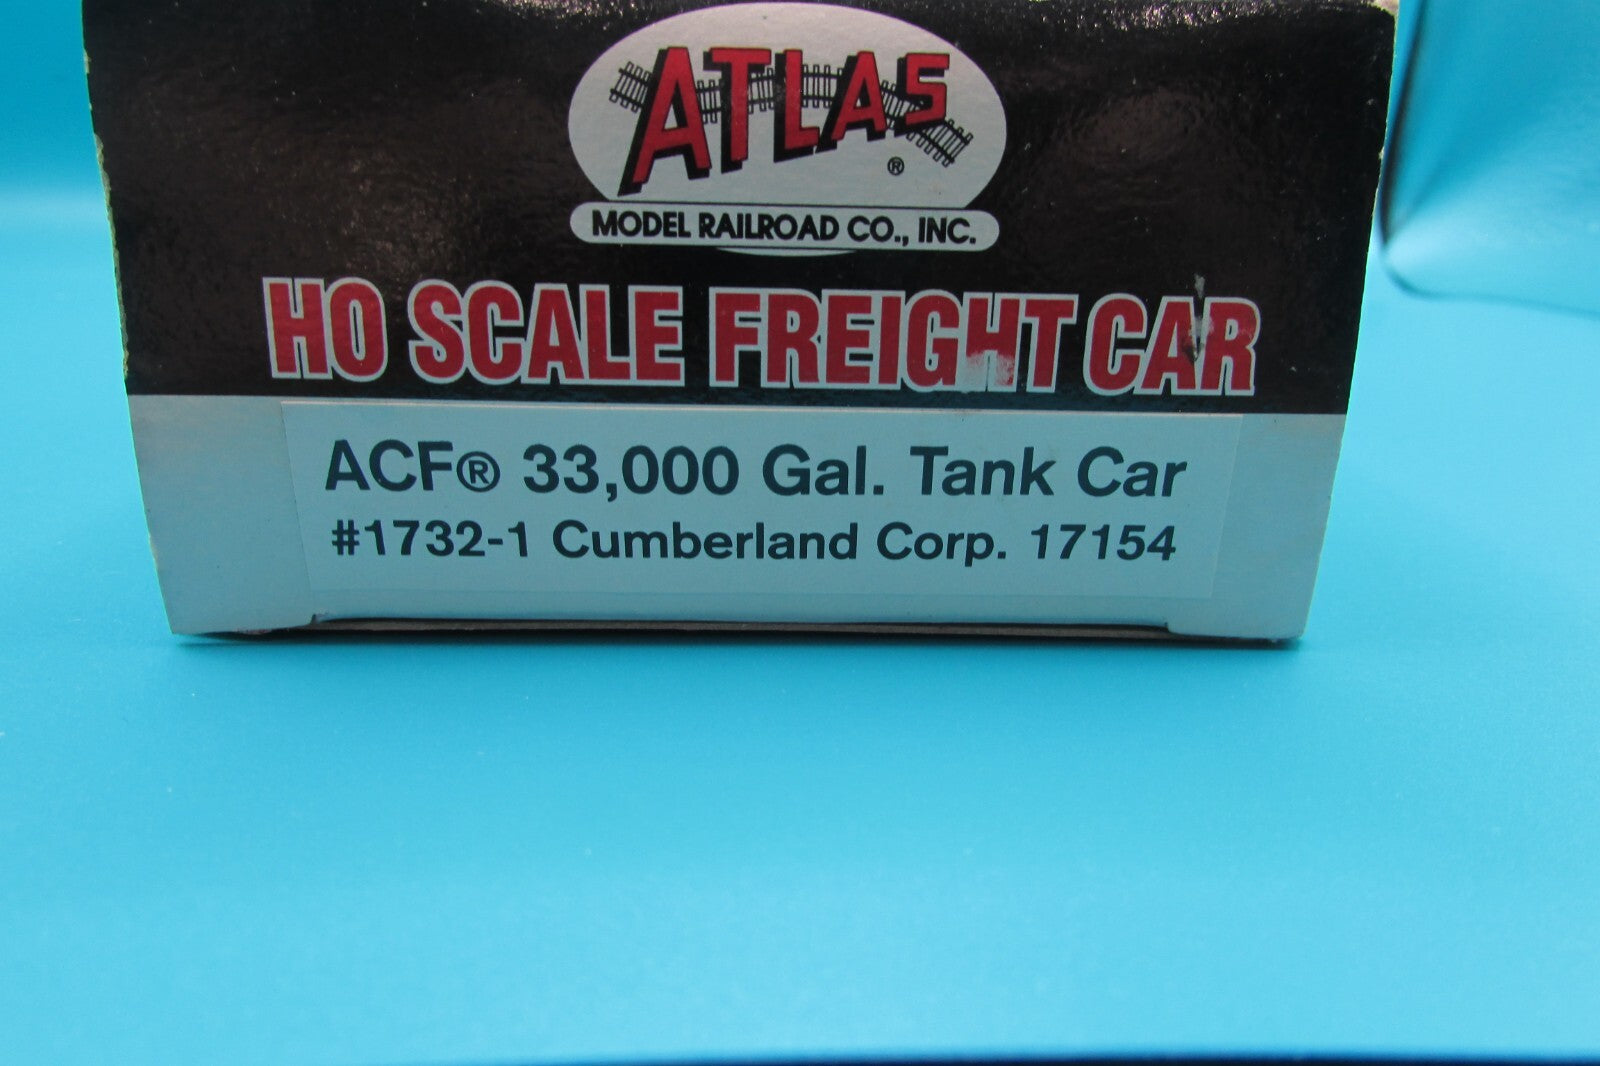 ATLAS
®
MODEL RAILROAD CO., INC.
HO SCALE FREIGHT CAR
ACF® 33,000 Gal. Tank Car
#1732-1 Cumberland Corp. 17154